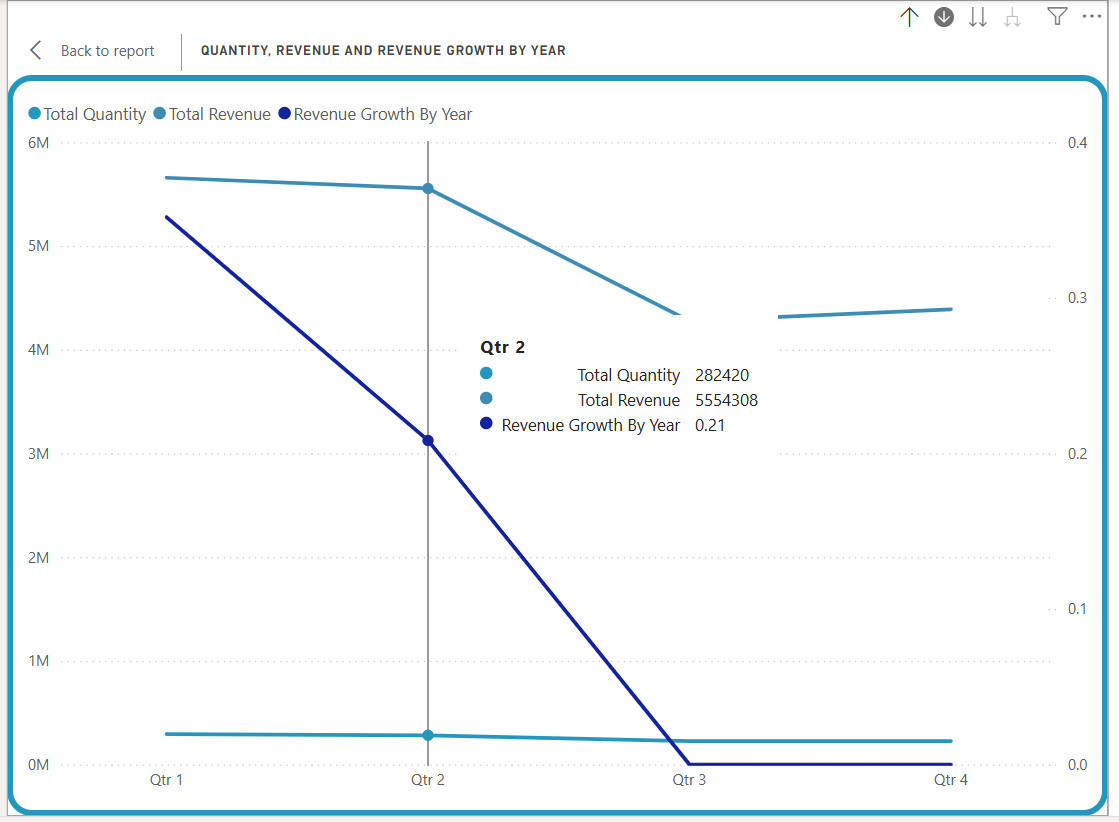 Back to report
QUANTITY, REVENUE AND REVENUE GROWTH BY YEAR
Total Quantity Total Revenue Revenue Growth By Year
6M 0.4
5M
0.3
4M
Qtr 2
Total Quantity 282420
Total Revenue 5554308
Revenue Growth By Year 0.21
3M 0.2
2M
0.1
1M
0M 0.0
Qtr 1 Qtr 2 Qtr 3 Qtr 4